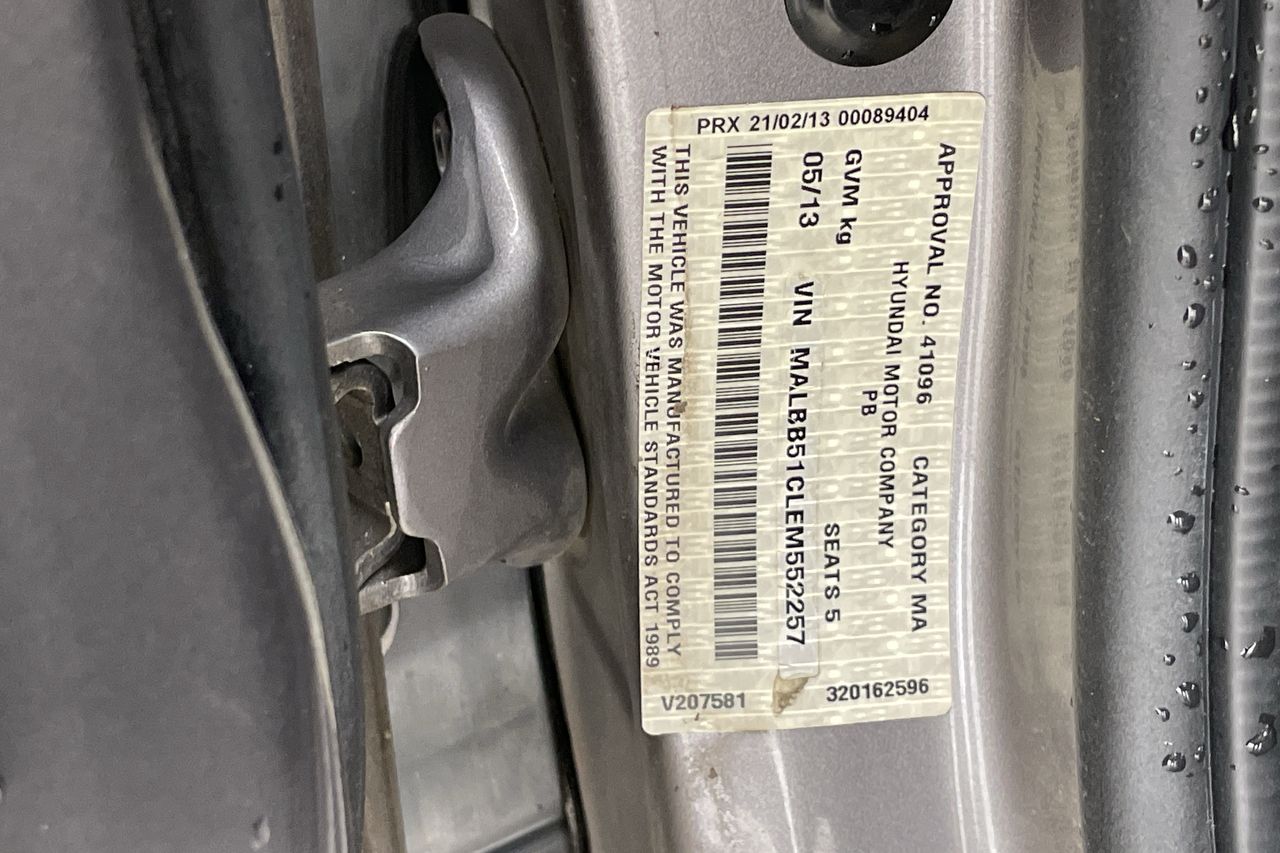 PRX 21/02/13 00089404
APPROVAL NO. 41096 CATEGORY MA
HYUNDAI MOTOR COMPANY
PB
GVM kg SEATS 5
05/13 VIN MALBB51CLEM552257
THIS VEHICLE WAS MANUFACTURED TO COMPLY
WITH THE MOTOR VEHICLE STANDARDS ACT 1989
V207581 320162596